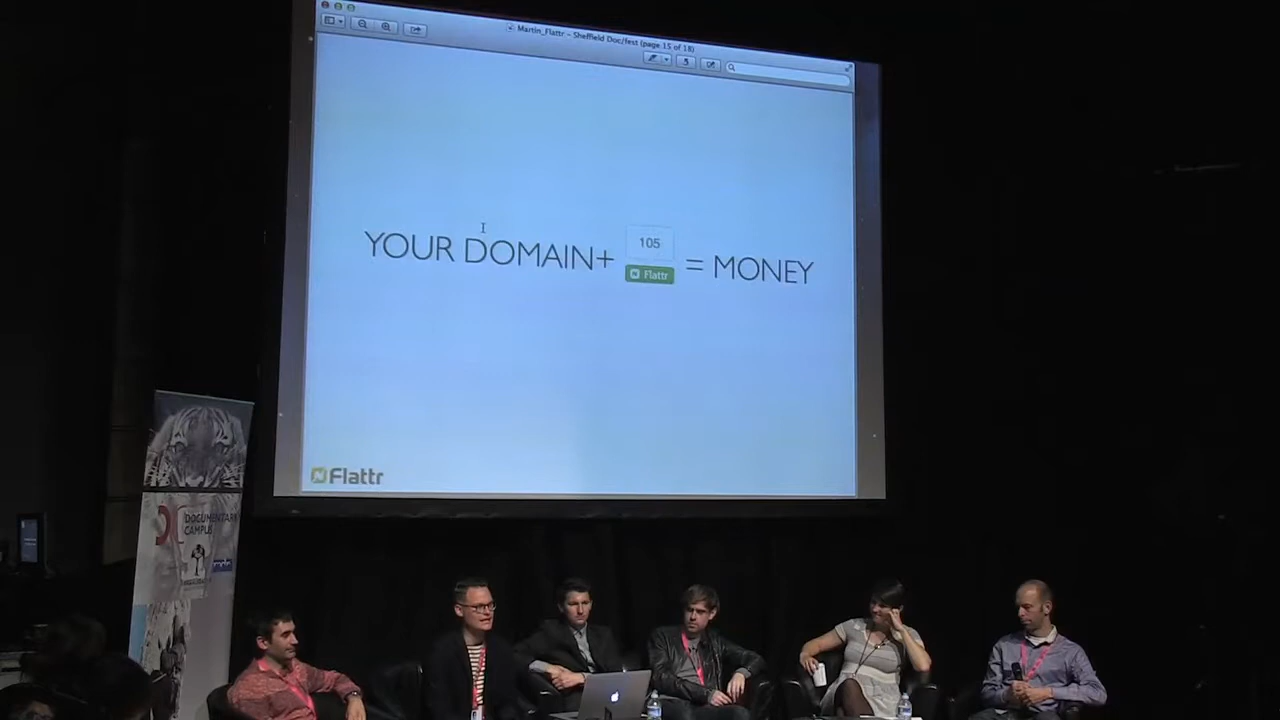 Martin_Flattr – Sheffield Doc/fest (page 15 of 18)
YOUR DOMAIN+
105
Flattr
= MONEY
Flattr
DOCUMENTARY
CAMPUS